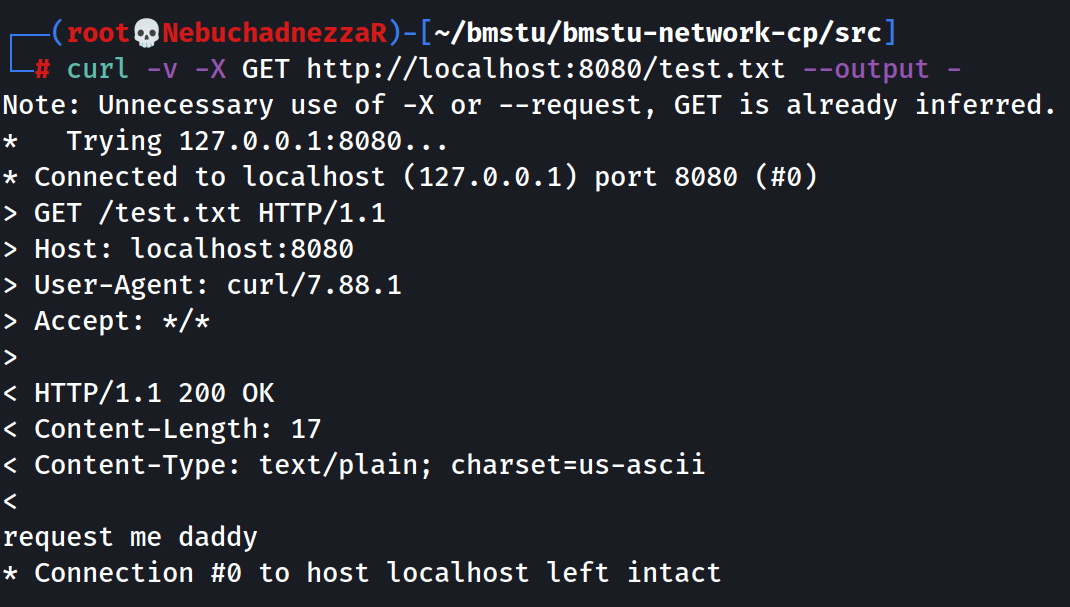 ┌──(root💀NebuchadnezzaR)-[~/bmstu/bmstu-network-cp/src]
└─# curl -v -X GET http://localhost:8080/test.txt --output -
Note: Unnecessary use of -X or --request, GET is already inferred.
*   Trying 127.0.0.1:8080...
* Connected to localhost (127.0.0.1) port 8080 (#0)
> GET /test.txt HTTP/1.1
> Host: localhost:8080
> User-Agent: curl/7.88.1
> Accept: */*
>
< HTTP/1.1 200 OK
< Content-Length: 17
< Content-Type: text/plain; charset=us-ascii
<
request me daddy
* Connection #0 to host localhost left intact